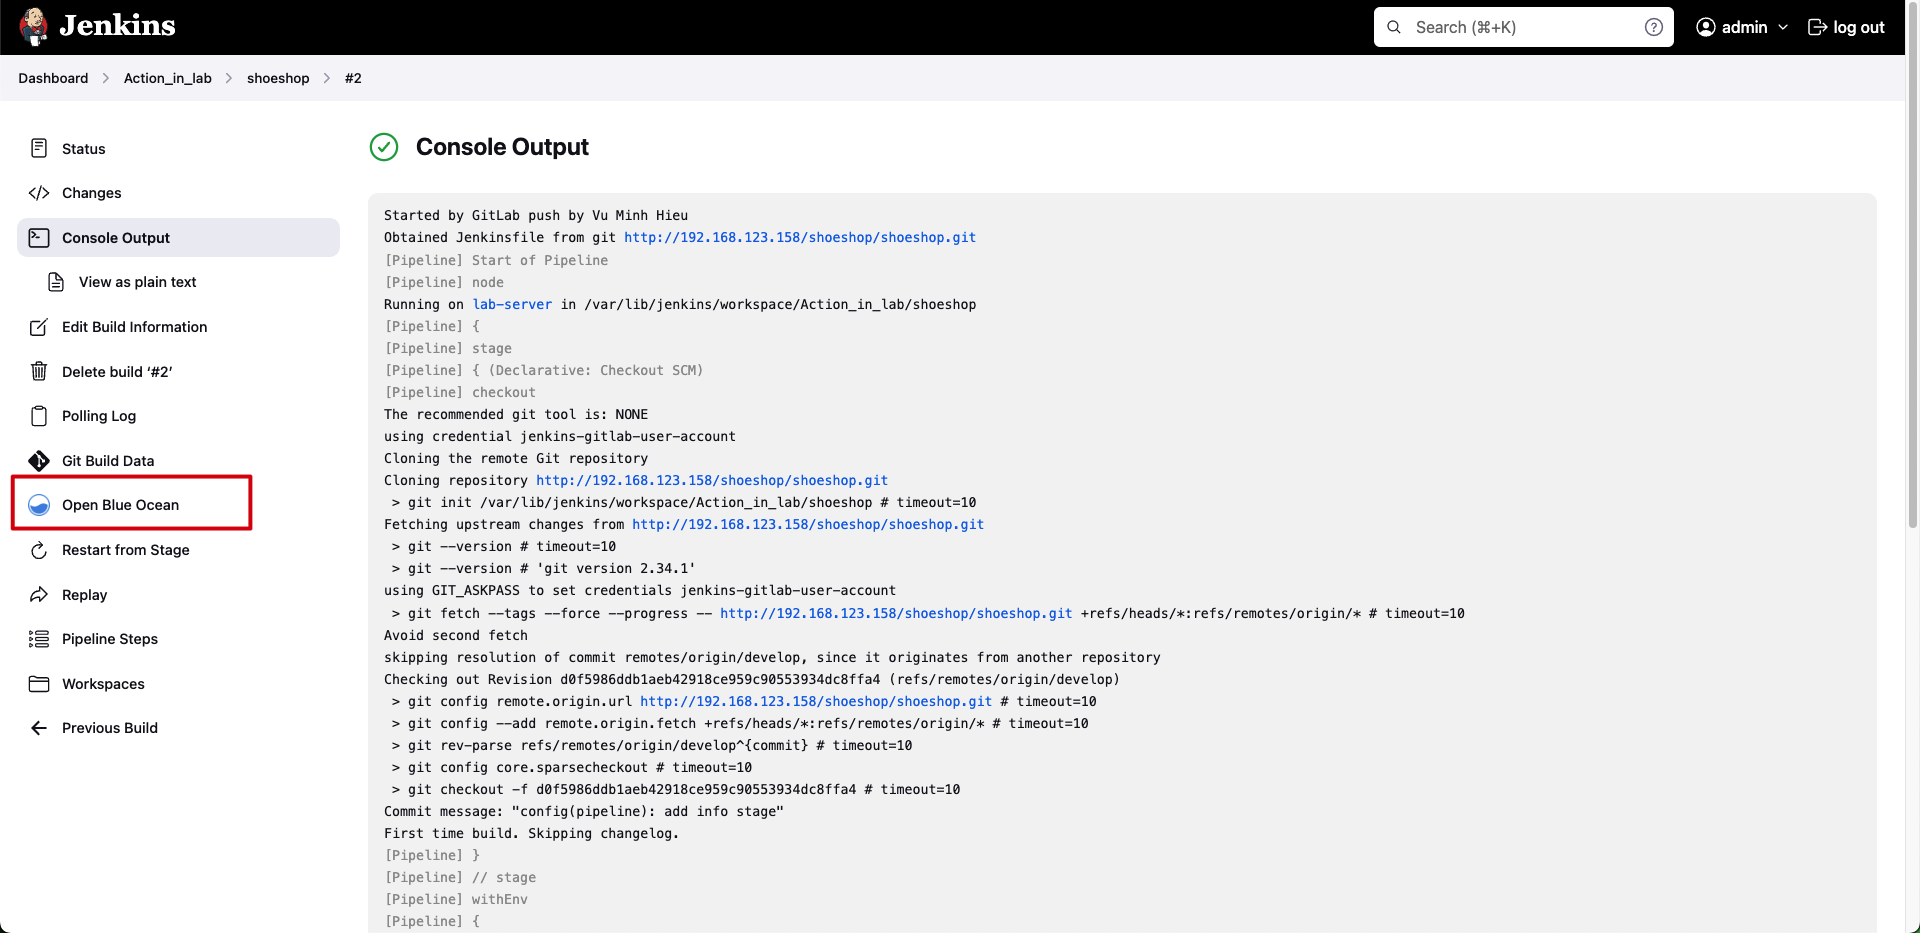 Jenkins
Search (⌘+K)
admin
log out
Dashboard > Action_in_lab > shoeshop > #2
Status
Changes
Console Output
View as plain text
Edit Build Information
Delete build ‘#2’
Polling Log
Git Build Data
Open Blue Ocean
Restart from Stage
Replay
Pipeline Steps
Workspaces
Previous Build
Console Output
Started by GitLab push by Vu Minh Hieu
Obtained Jenkinsfile from git http://192.168.123.158/shoeshop/shoeshop.git
[Pipeline] Start of Pipeline
[Pipeline] node
Running on lab-server in /var/lib/jenkins/workspace/Action_in_lab/shoeshop
[Pipeline] {
[Pipeline] stage
[Pipeline] { (Declarative: Checkout SCM)
[Pipeline] checkout
The recommended git tool is: NONE
using credential jenkins-gitlab-user-account
Cloning the remote Git repository
Cloning repository http://192.168.123.158/shoeshop/shoeshop.git
> git init /var/lib/jenkins/workspace/Action_in_lab/shoeshop # timeout=10
Fetching upstream changes from http://192.168.123.158/shoeshop/shoeshop.git
> git --version # timeout=10
> git --version # 'git version 2.34.1'
using GIT_ASKPASS to set credentials jenkins-gitlab-user-account
> git fetch --tags --force --progress -- http://192.168.123.158/shoeshop/shoeshop.git +refs/heads/*:refs/remotes/origin/* # timeout=10
Avoid second fetch
skipping resolution of commit remotes/origin/develop, since it originates from another repository
Checking out Revision d0f5986ddb1aeb42918ce959c90553934dc8ffa4 (refs/remotes/origin/develop)
> git config remote.origin.url http://192.168.123.158/shoeshop/shoeshop.git # timeout=10
> git config --add remote.origin.fetch +refs/heads/*:refs/remotes/origin/* # timeout=10
> git rev-parse refs/remotes/origin/develop^{commit} # timeout=10
> git config core.sparsecheckout # timeout=10
> git checkout -f d0f5986ddb1aeb42918ce959c90553934dc8ffa4 # timeout=10
Commit message: "config(pipeline): add info stage"
First time build. Skipping changelog.
[Pipeline] }
[Pipeline] // stage
[Pipeline] withEnv
[Pipeline] {